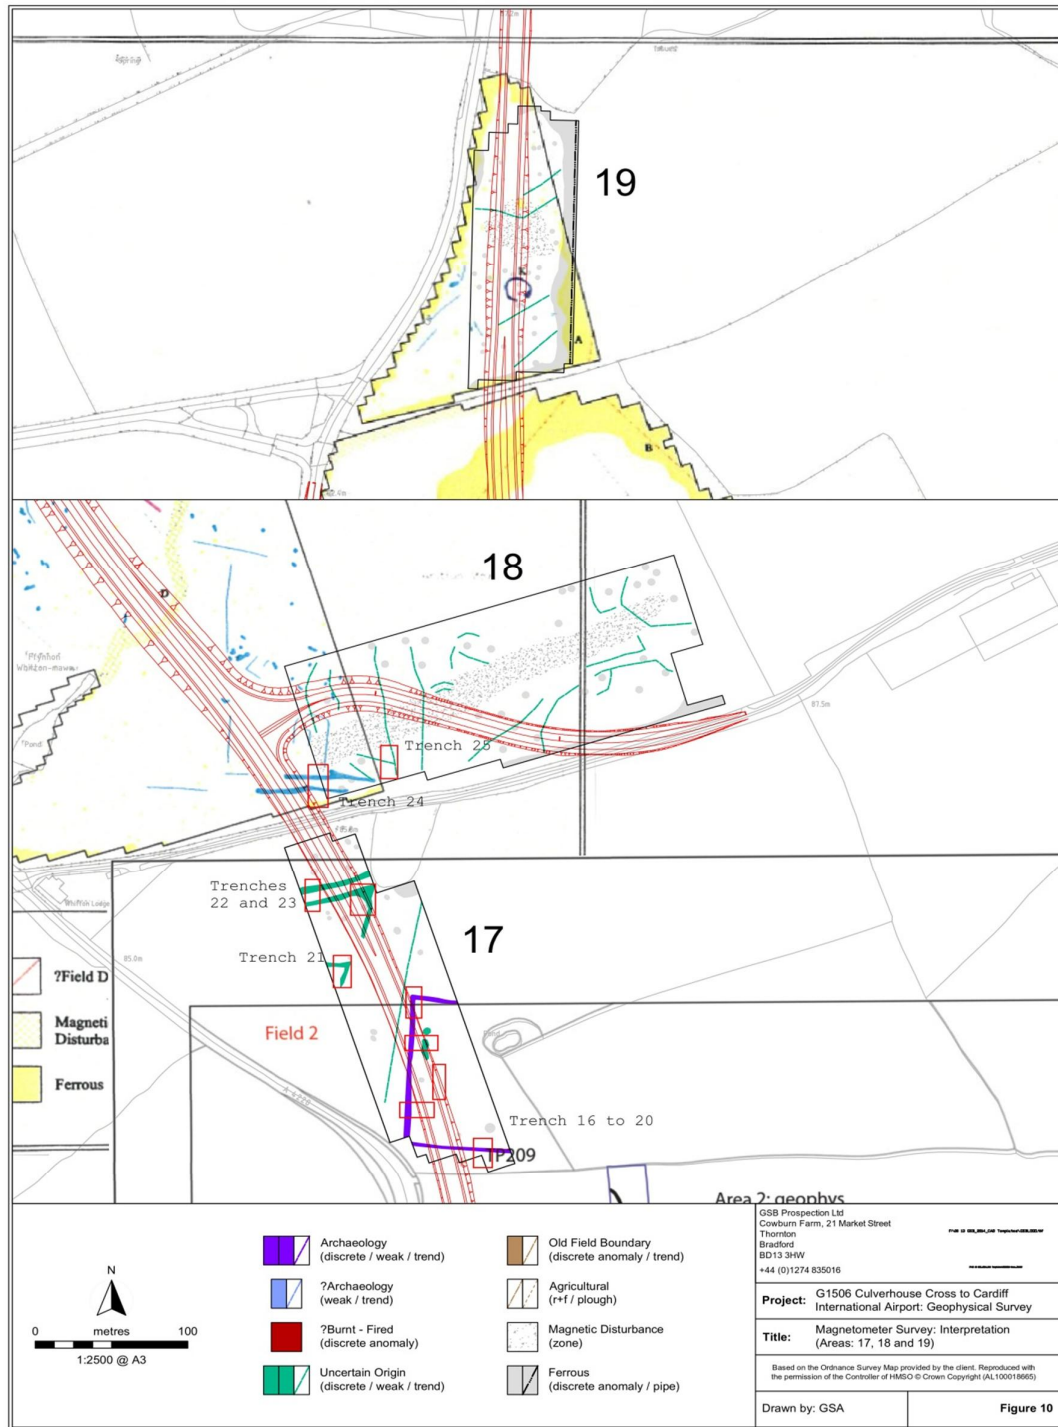 19
K
A
B
18
D
Pond
87.5m
Trench 25
Trench 24
Trenches
22 and 23
17
Trench 21
85.0m
?Field D
Magneti
Disturba
Ferrous
Field 2
Trench 16 to 20
P209
Area 2: geophys
N
0 metres 100
1:2500 @ A3
Archaeology
(discrete / weak / trend)
?Archaeology
(weak / trend)
?Burnt - Fired
(discrete anomaly)
Uncertain Origin
(discrete / weak / trend)
Old Field Boundary
(discrete anomaly / trend)
Agricultural
(r+f / plough)
Magnetic Disturbance
(zone)
Ferrous
(discrete anomaly / pipe)
GSB Prospection Ltd
Cowburn Farm, 21 Market Street
Thornton
Bradford
BD13 3HW
+44 (0)1274 835016
Project: G1506 Culverhouse Cross to Cardiff
International Airport: Geophysical Survey
Title: Magnetometer Survey: Interpretation
(Areas: 17, 18 and 19)
Based on the Ordnance Survey Map provided by the client. Reproduced with
the permission of the Controller of HMSO © Crown Copyright (AL100018665)
Drawn by: GSA
Figure 10